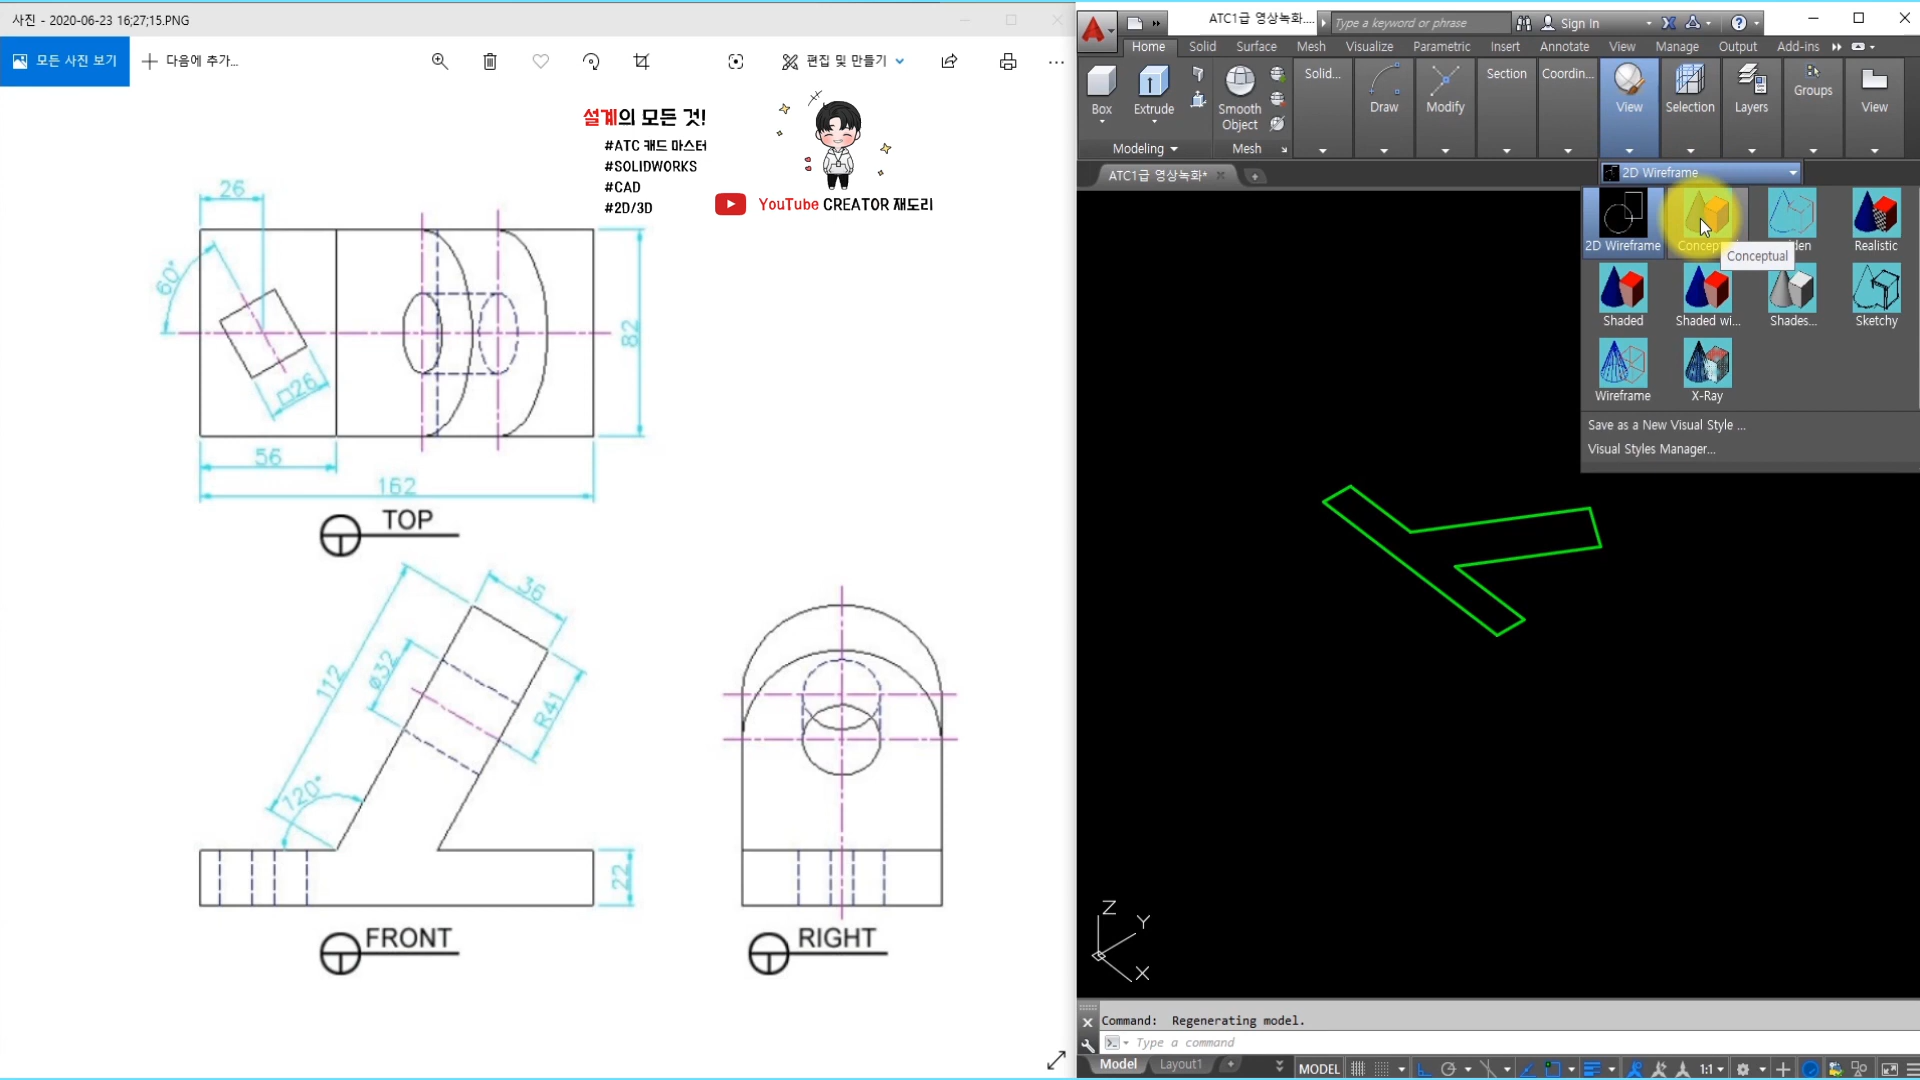 사진 - 2020-06-23 16;27;15.PNG
모든 사진 보기
다음에 추가...
편집 및 만들기
설계의 모든 것!
#ATC 캐드 마스터
#SOLIDWORKS
#CAD
#2D/3D
YouTube CREATOR 재도리
26
60°
82
□26
56
162
TOP
36
112
ø32
R41
120°
22
FRONT
RIGHT
ATC1급 영상녹화....
Type a keyword or phrase
Sign In
Home Solid Surface Mesh Visualize Parametric Insert Annotate View Manage Output Add-ins
Box
Extrude
Smooth
Object
Solid...
Draw
Modify
Section
Coordin...
View
Selection
Layers
Groups
View
Modeling
Mesh
ATC1급 영상녹화*
2D Wireframe
2D Wireframe
Realistic
Conceptual
Shaded
Shaded wi...
Shades...
Sketchy
Wireframe
X-Ray
Save as a New Visual Style ...
Visual Styles Manager...
Z
Y
X
Command: Regenerating model.
Type a command
Model
Layout1
MODEL
1:1